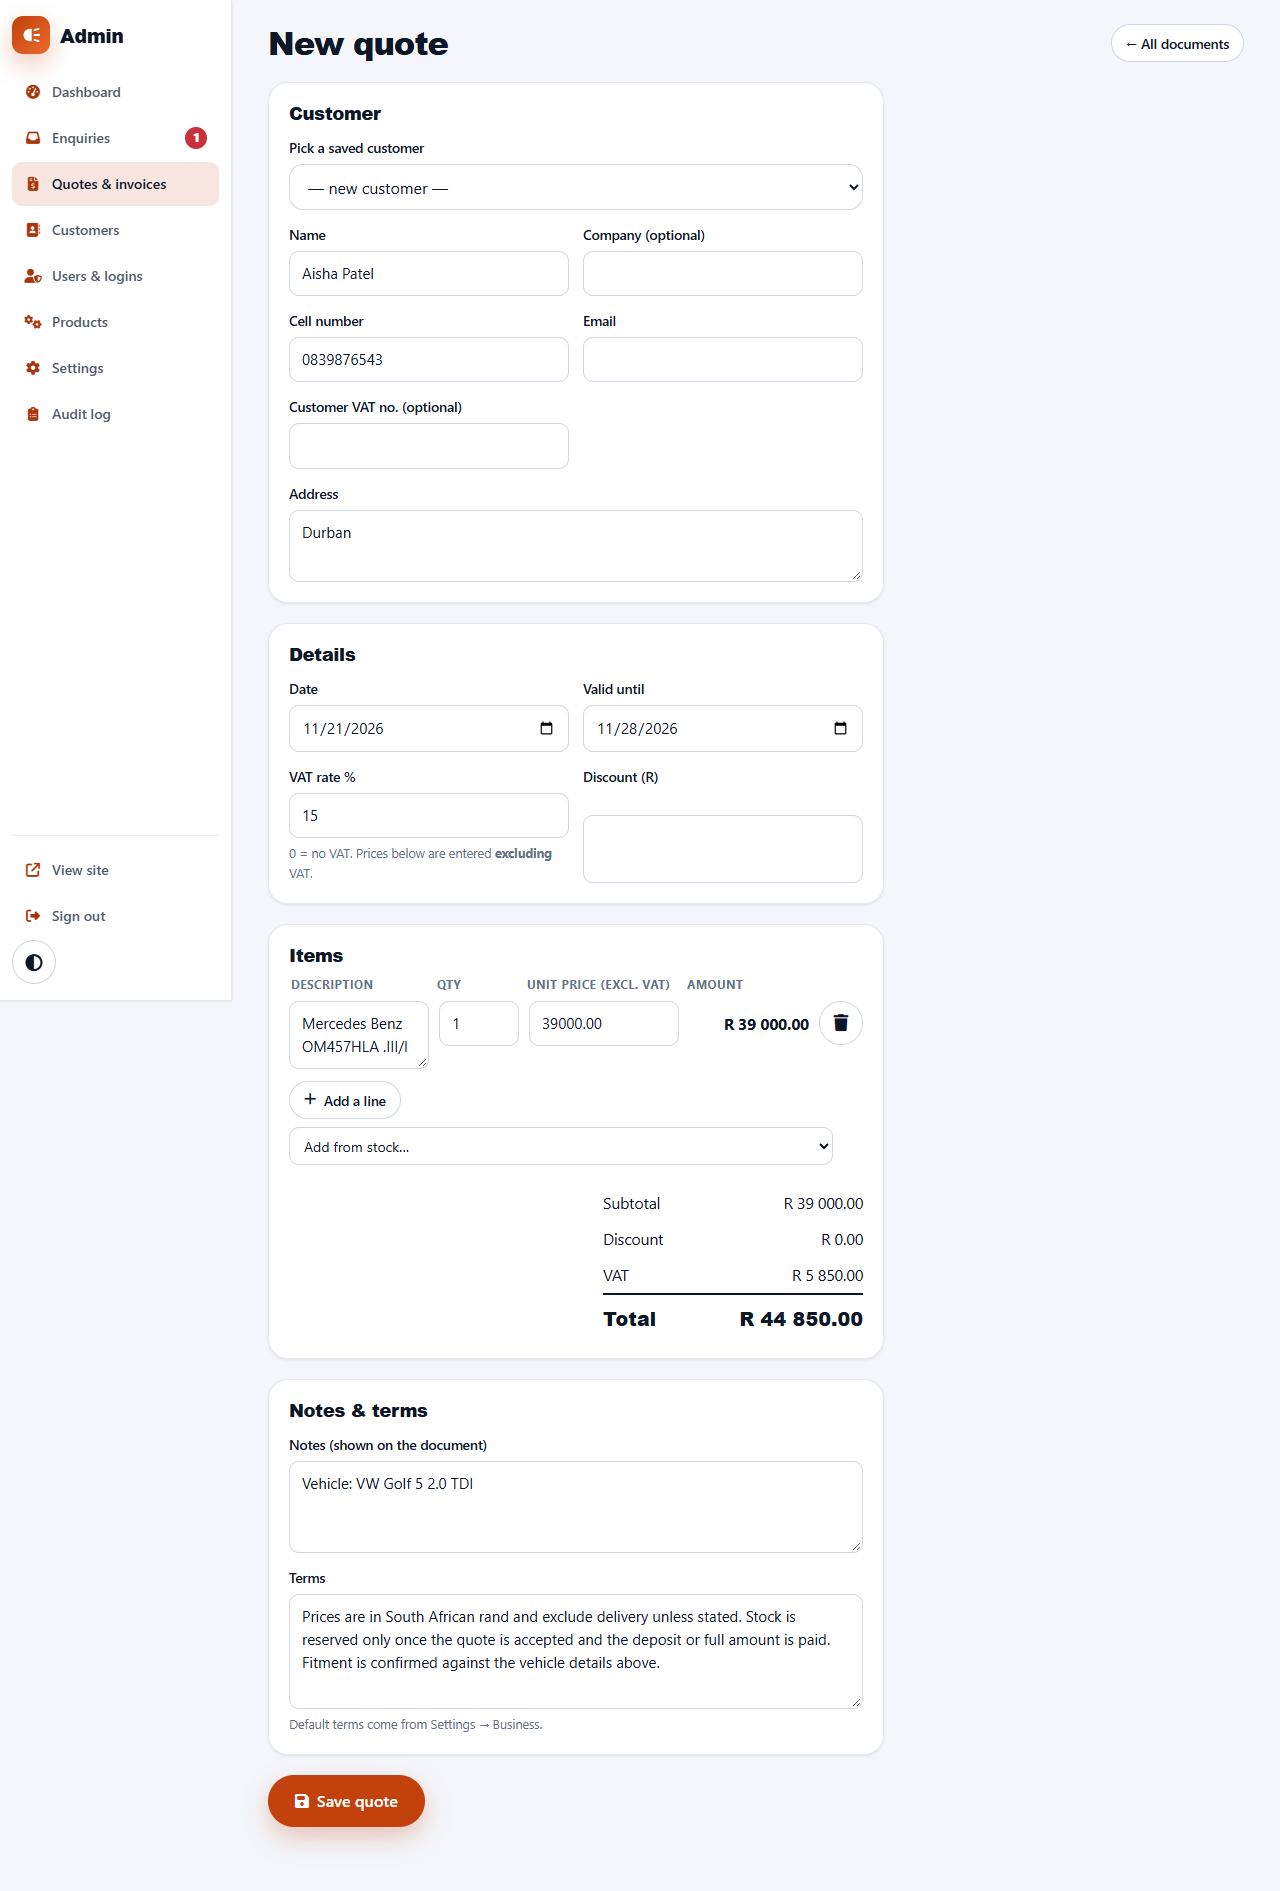 Admin
Dashboard
Enquiries 1
Quotes & invoices
Customers
Users & logins
Products
Settings
Audit log
View site
Sign out
New quote
← All documents
Customer
Pick a saved customer
— new customer —
Name
Company (optional)
Aisha Patel
Cell number
Email
0839876543
Customer VAT no. (optional)
Address
Durban
Details
Date
Valid until
11/21/2026
11/28/2026
VAT rate %
Discount (R)
15
0 = no VAT. Prices below are entered excluding
VAT.
Items
DESCRIPTION QTY UNIT PRICE (EXCL. VAT) AMOUNT
Mercedes Benz
OM457HLA .III/I
1
39000.00
R 39 000.00
+ Add a line
Add from stock...
Subtotal R 39 000.00
Discount R 0.00
VAT R 5 850.00
Total R 44 850.00
Notes & terms
Notes (shown on the document)
Vehicle: VW Golf 5 2.0 TDI
Terms
Prices are in South African rand and exclude delivery unless stated. Stock is
reserved only once the quote is accepted and the deposit or full amount is paid.
Fitment is confirmed against the vehicle details above.
Default terms come from Settings → Business.
Save quote